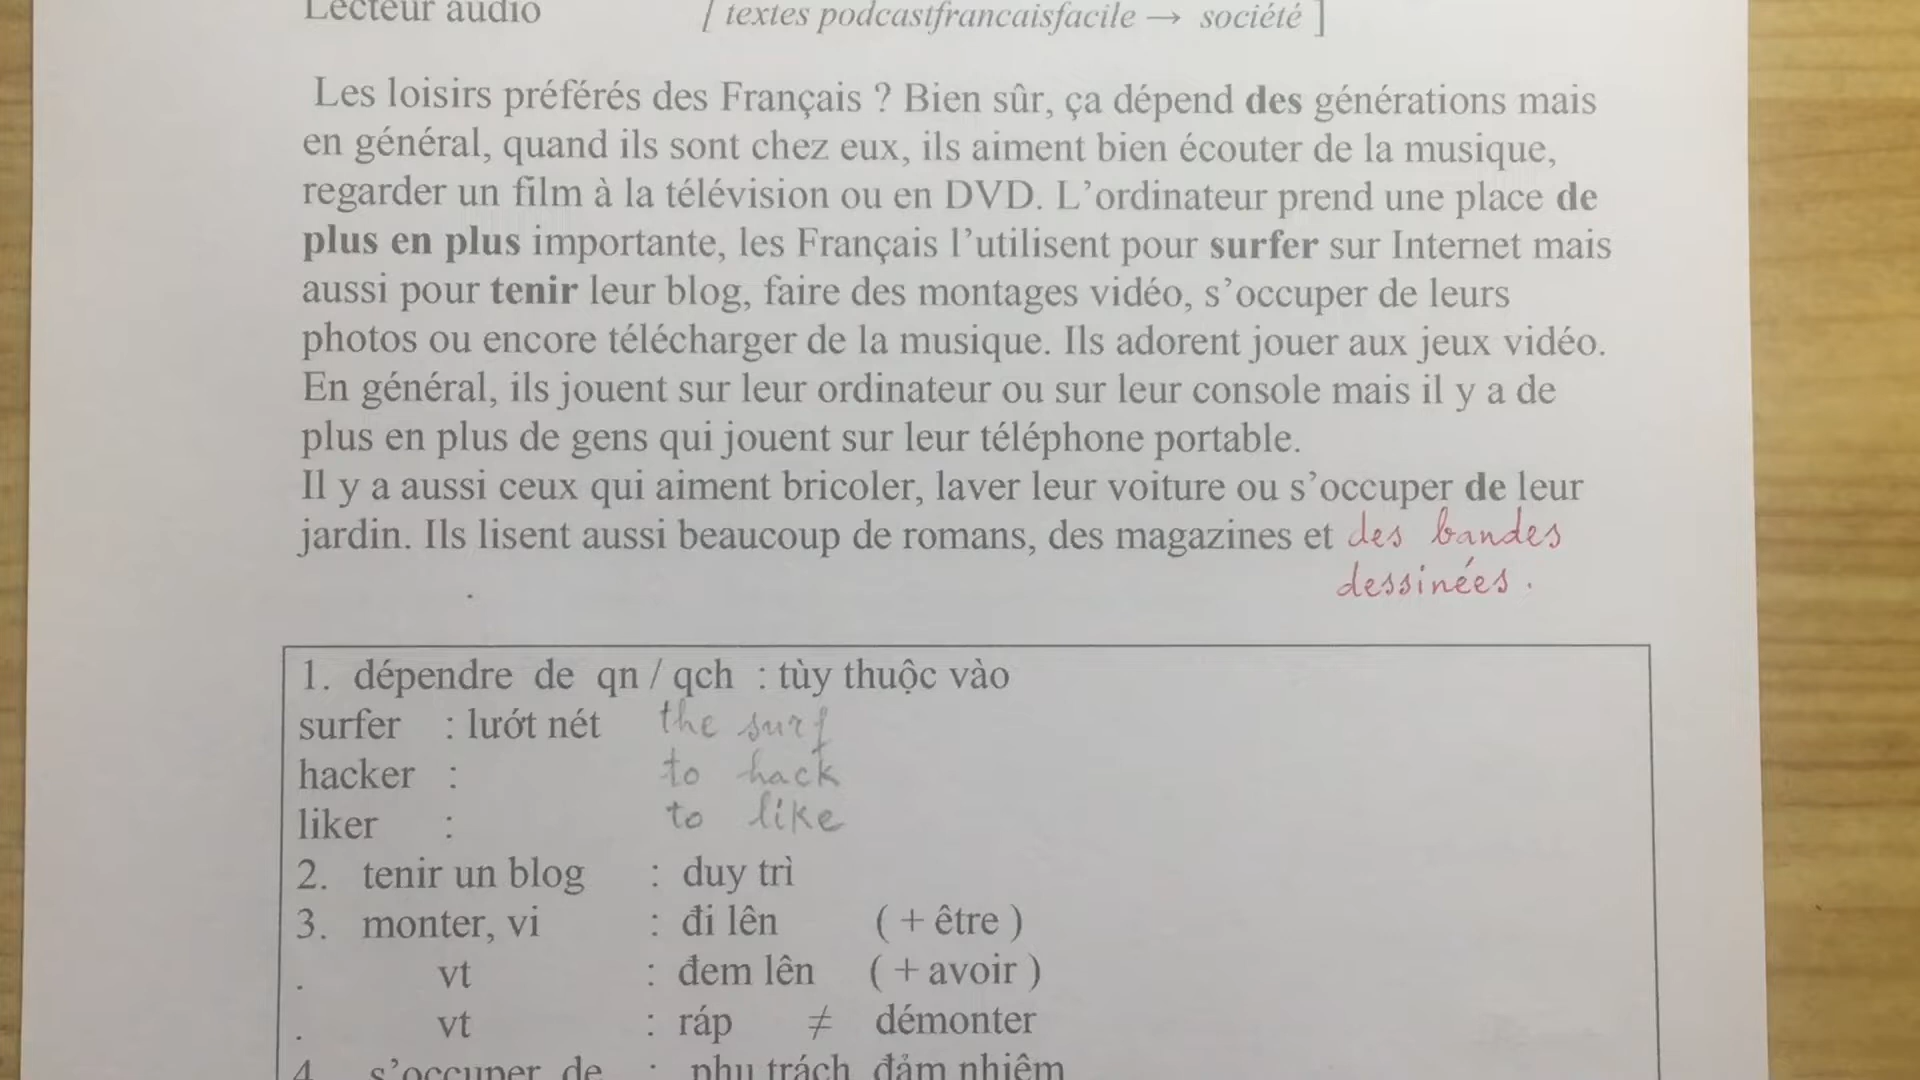 Lecteur audio [ textes podcastfrancaisfacile → société ]
Les loisirs préférés des Français ? Bien sûr, ça dépend des générations mais
en général, quand ils sont chez eux, ils aiment bien écouter de la musique,
regarder un film à la télévision ou en DVD. L’ordinateur prend une place de
plus en plus importante, les Français l’utilisent pour surfer sur Internet mais
aussi pour tenir leur blog, faire des montages vidéo, s’occuper de leurs
photos ou encore télécharger de la musique. Ils adorent jouer aux jeux vidéo.
En général, ils jouent sur leur ordinateur ou sur leur console mais il y a de
plus en plus de gens qui jouent sur leur téléphone portable.
Il y a aussi ceux qui aiment bricoler, laver leur voiture ou s’occuper de leur
jardin. Ils lisent aussi beaucoup de romans, des magazines et des bandes
dessinées.
1. dépendre de qn / qch : tùy thuộc vào
surfer : lướt nét the surf
hacker : to hack
liker : to like
2. tenir un blog : duy trì
3. monter, vi : đi lên ( + être )
. vt : đem lên ( + avoir )
. vt : ráp ≠ démonter
4. s’occuper de : phụ trách, đảm nhiệm